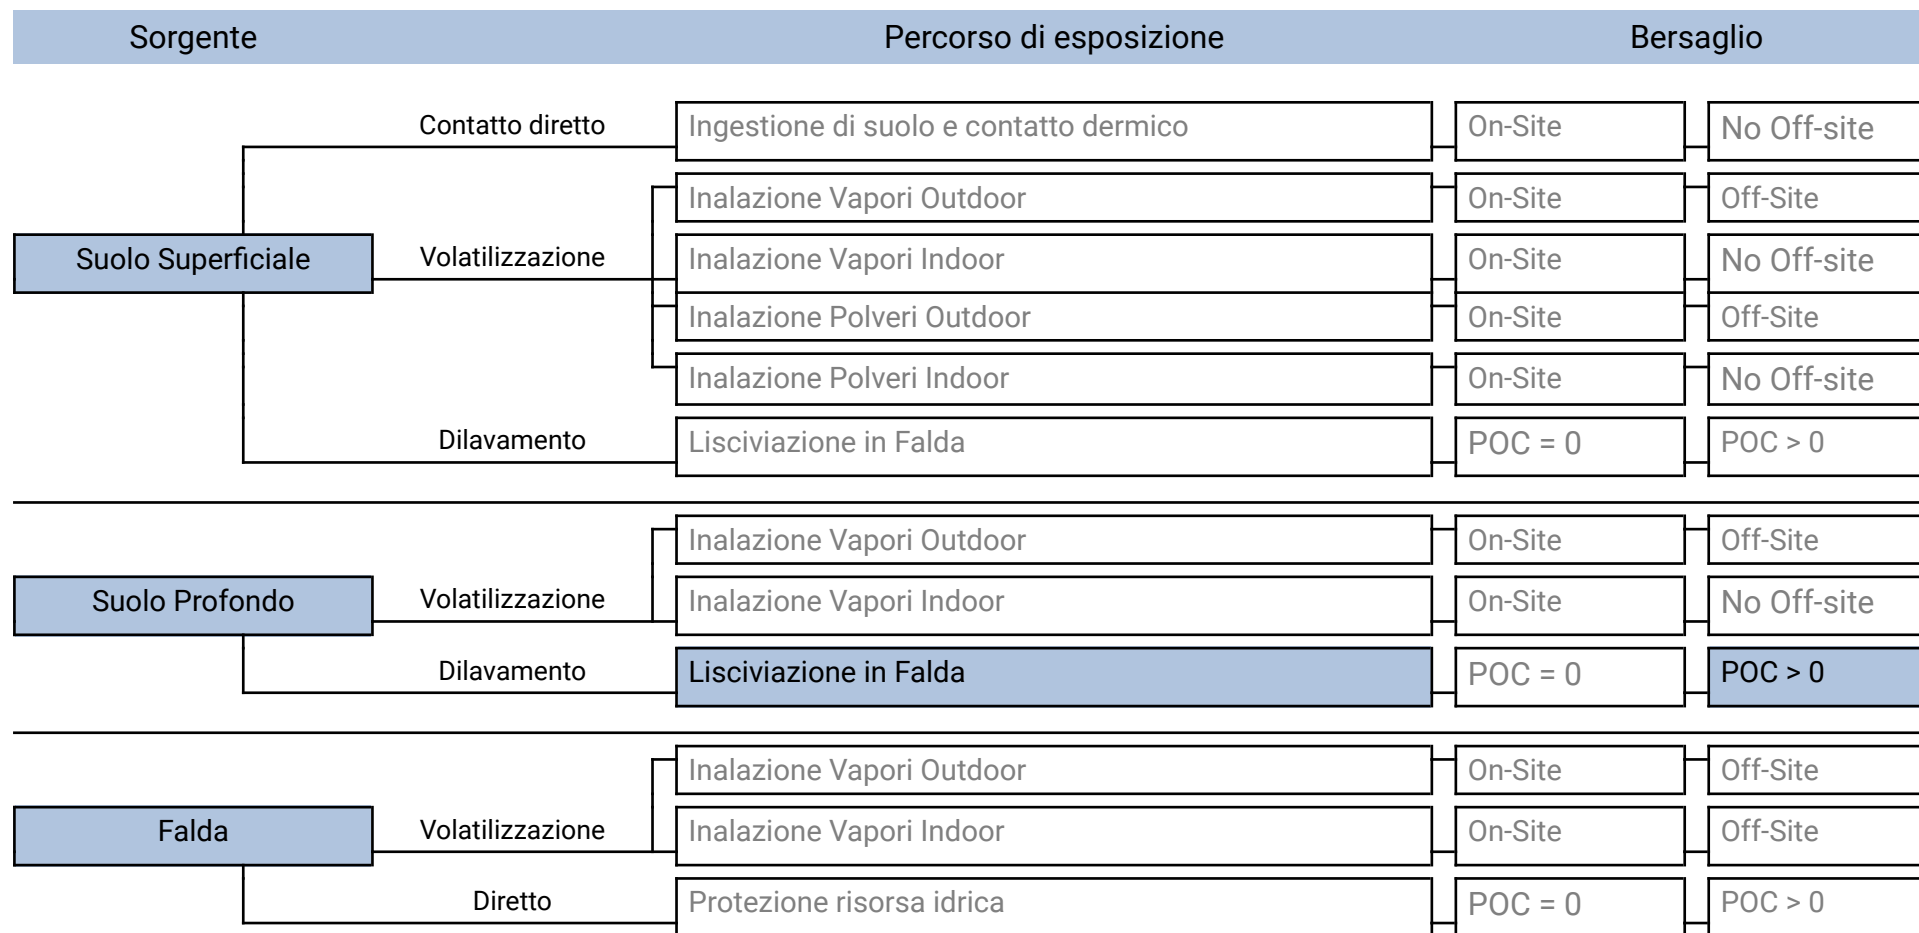 Sorgente Percorso di esposizione Bersaglio
Contatto diretto Ingestione di suolo e contatto dermico On-Site No Off-site
Inalazione Vapori Outdoor On-Site Off-Site
Suolo Superficiale Volatilizzazione Inalazione Vapori Indoor On-Site No Off-site
Inalazione Polveri Outdoor On-Site Off-Site
Inalazione Polveri Indoor On-Site No Off-site
Dilavamento Lisciviazione in Falda POC = 0 POC > 0
Inalazione Vapori Outdoor On-Site Off-Site
Suolo Profondo Volatilizzazione Inalazione Vapori Indoor On-Site No Off-site
Dilavamento Lisciviazione in Falda POC = 0 POC > 0
Inalazione Vapori Outdoor On-Site Off-Site
Falda Volatilizzazione Inalazione Vapori Indoor On-Site Off-Site
Diretto Protezione risorsa idrica POC = 0 POC > 0